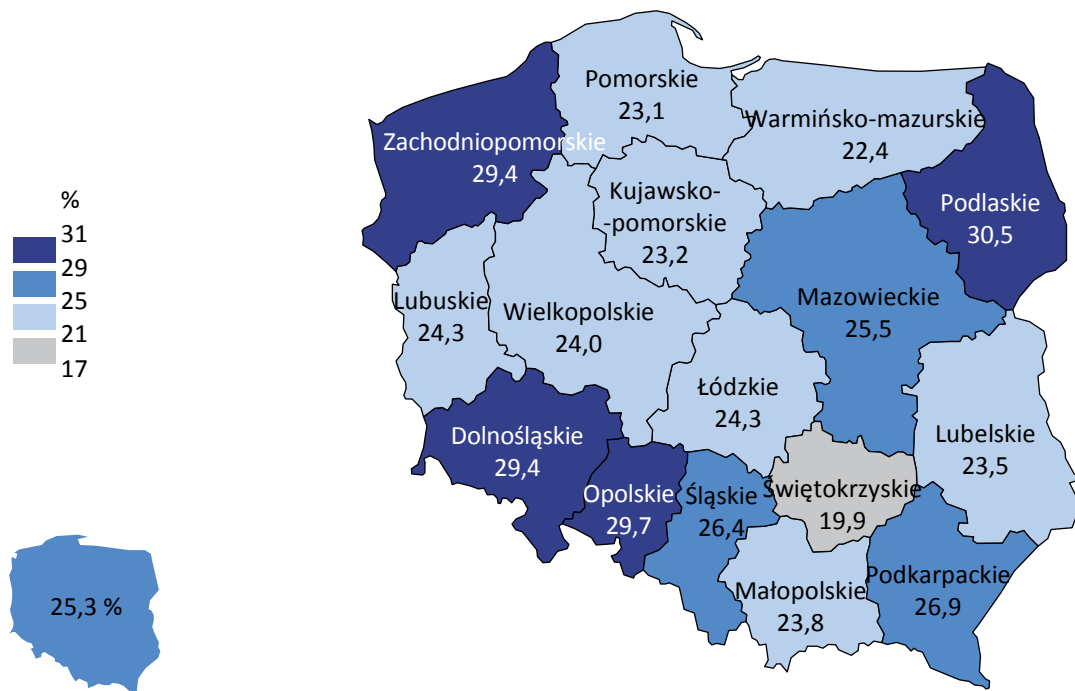 Pomorskie
23,1
Warmińsko-mazurskie
22,4
Zachodniopomorskie
29,4
Kujawsko-
-pomorskie
23,2
Podlaskie
30,5
%
31
29
25
21
17
Lubuskie
24,3
Wielkopolskie
24,0
Mazowieckie
25,5
Łódzkie
24,3
Dolnośląskie
29,4
Lubelskie
23,5
Opolskie
29,7
Śląskie
26,4
Świętokrzyskie
19,9
Małopolskie
23,8
Podkarpackie
26,9
25,3 %